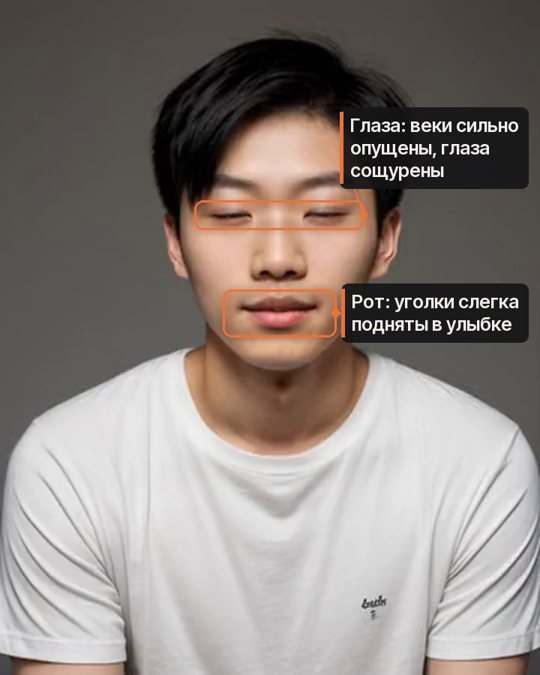 Глаза: веки сильно
опущены, глаза
сощурены
Рот: уголки слегка
подняты в улыбке